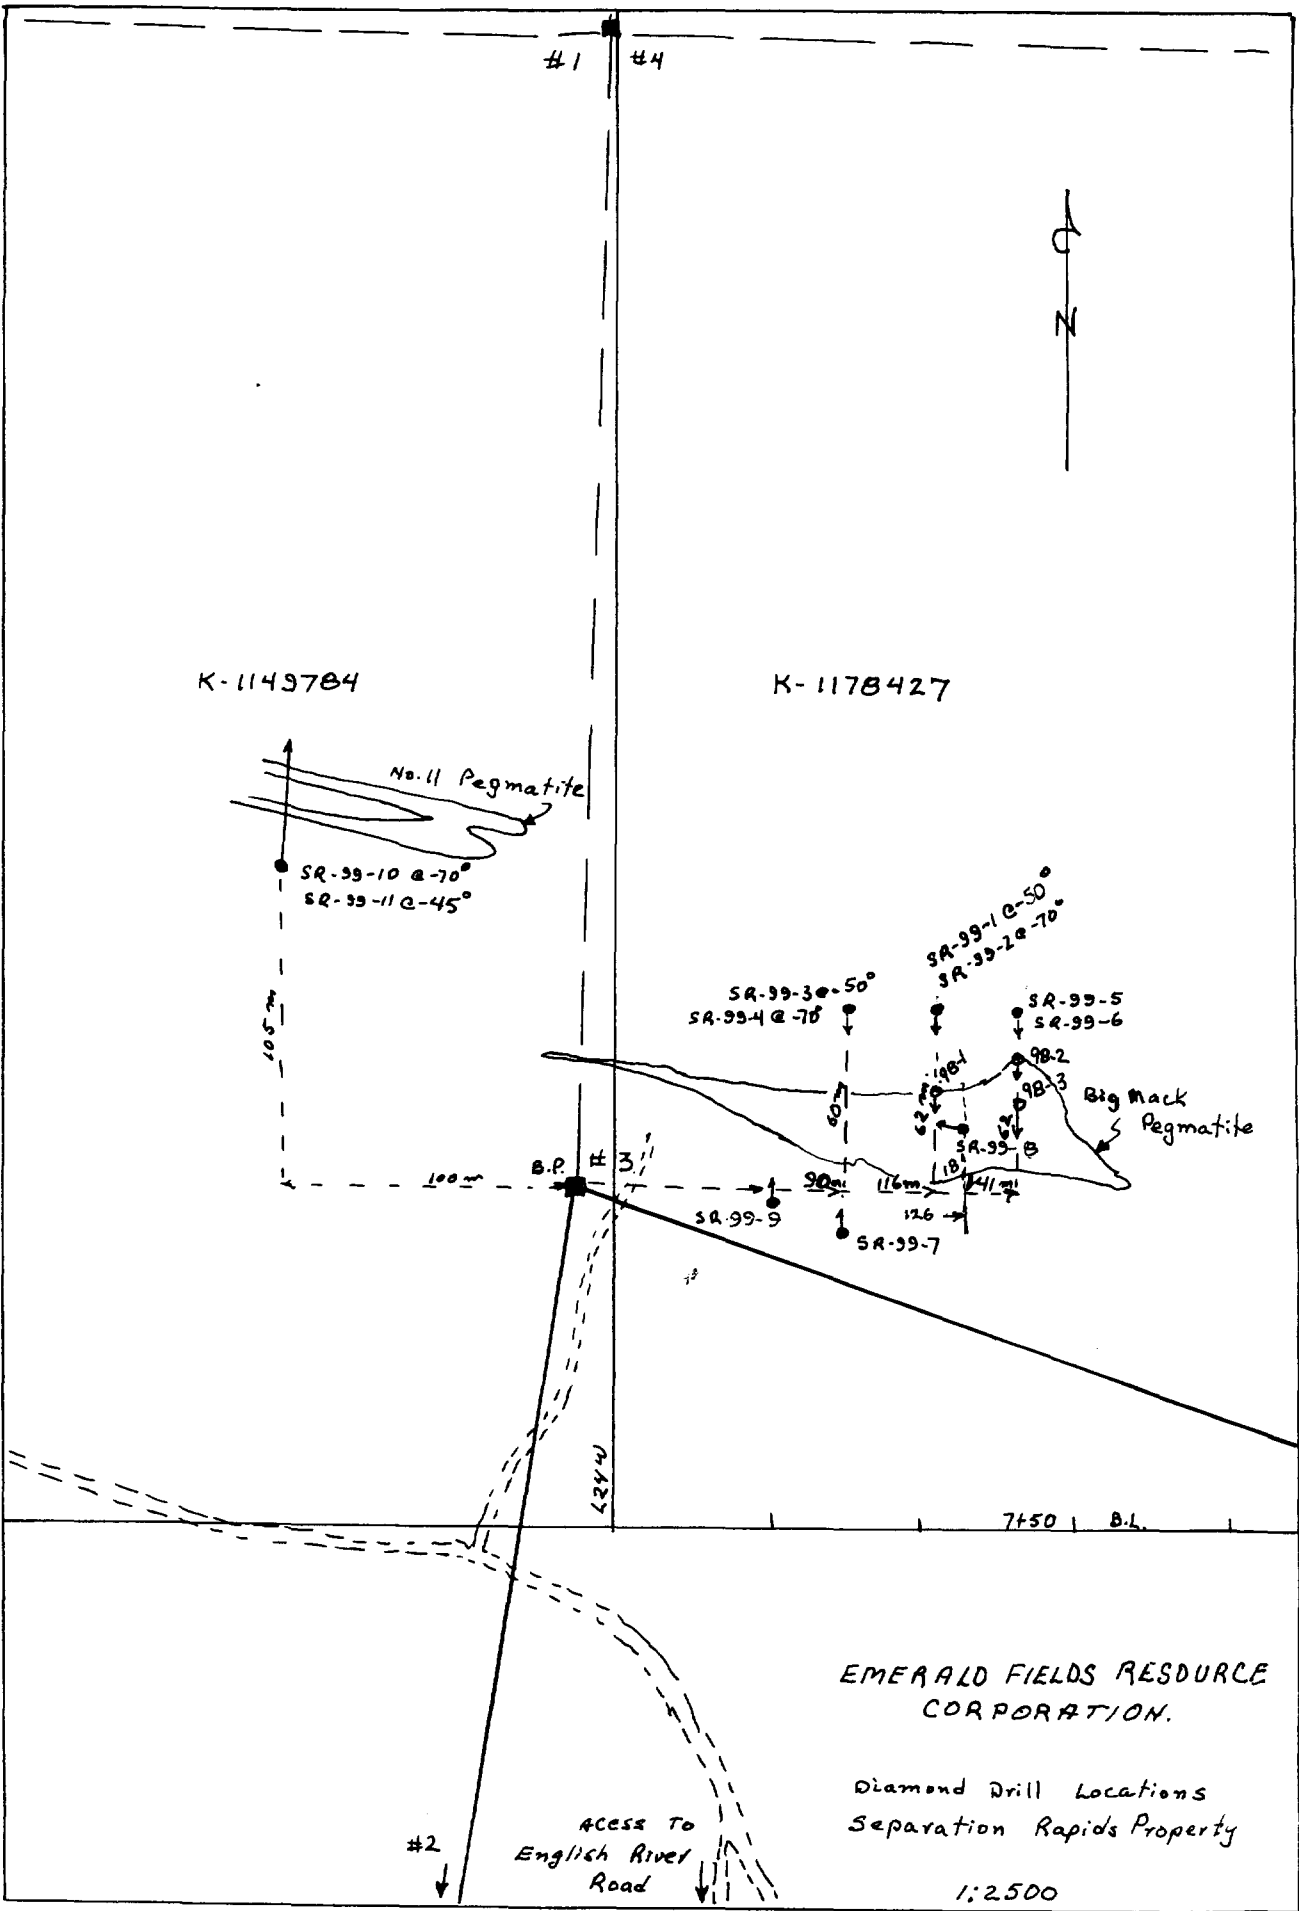 #1 #4
N
K-1149784
K-1178427
No.11 Pegmatite
SR-99-10 @ -70°
SR-99-11 @ -45°
105 m
SR-99-1 @ -50°
SR-99-2 @ -70°
SR-99-3 @ -50°
SR-99-4 @ -70°
SR-99-5
SR-99-6
98-2
98-1
98-3
Big Mack
Pegmatite
60m
62 m
62
SR-99-8
B.P. #3
100 m
90m
116m
18
41m
126
SR-99-9
SR-99-7
L24W
7+50 B.L.
EMERALD FIELDS RESOURCE
CORPORATION.
Diamond Drill Locations
Separation Rapids Property
1:2500
#2
ACESS TO
English River
Road